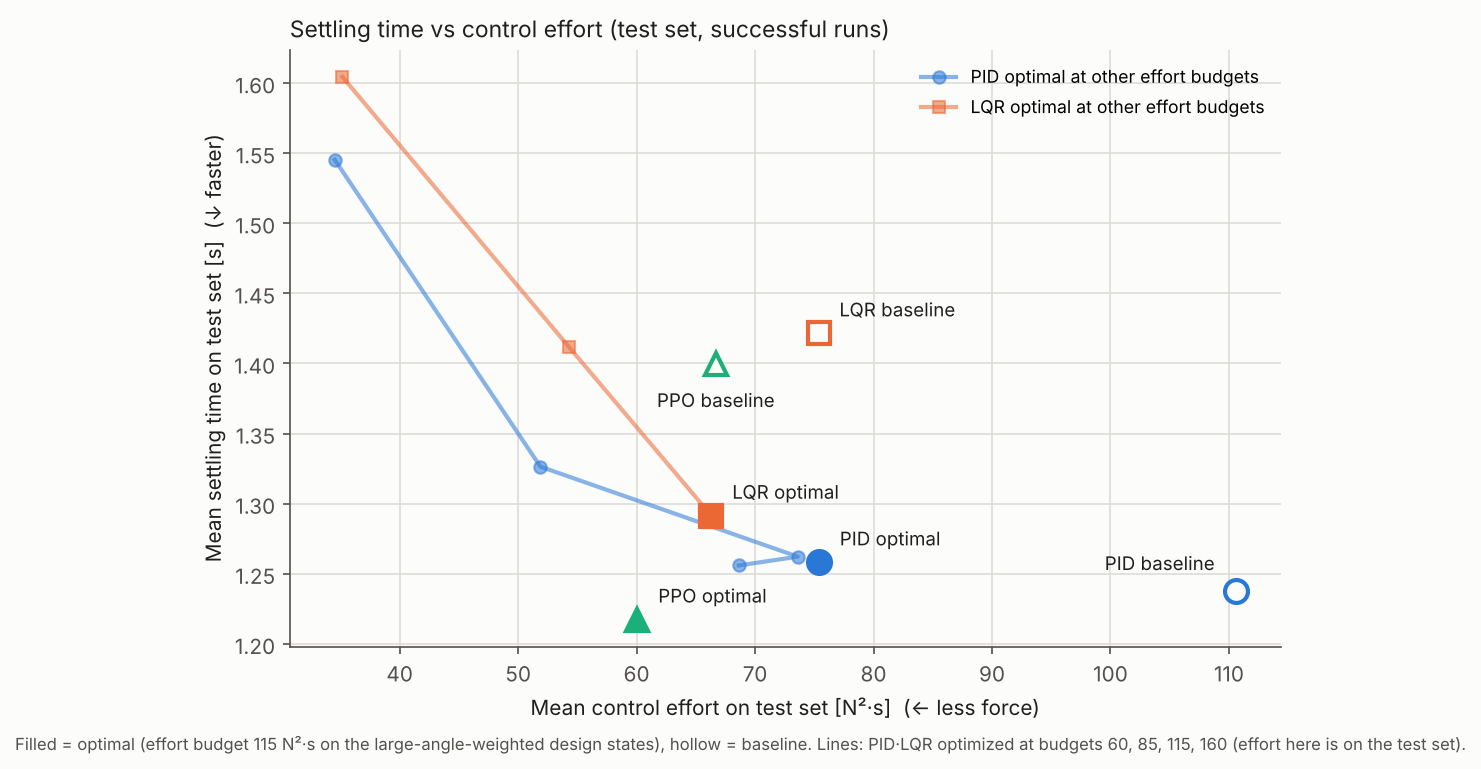 Settling time vs control effort (test set, successful runs)
PID optimal at other effort budgets
LQR optimal at other effort budgets
Mean settling time on test set [s] (↓ faster)
1.60
1.55
1.50
1.45
1.40
1.35
1.30
1.25
1.20
LQR baseline
PPO baseline
LQR optimal
PID optimal
PID baseline
PPO optimal
40 50 60 70 80 90 100 110
Mean control effort on test set [N²·s] (← less force)
Filled = optimal (effort budget 115 N²·s on the large-angle-weighted design states), hollow = baseline. Lines: PID·LQR optimized at budgets 60, 85, 115, 160 (effort here is on the test set).